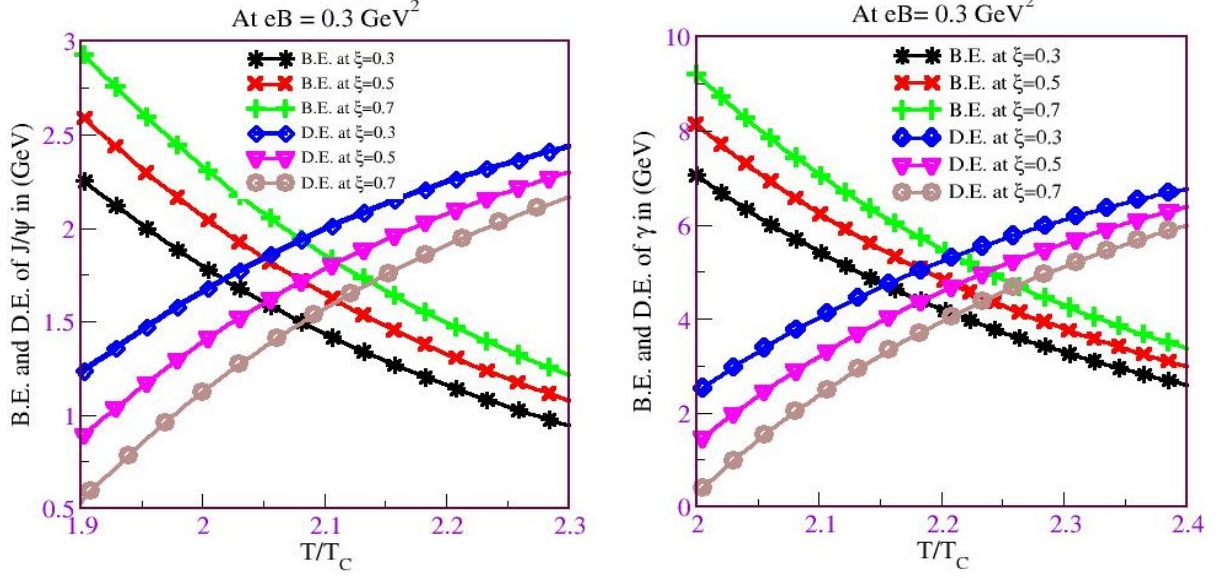 At eB = 0.3 GeV²
B.E. and D.E. of J/ψ in (GeV)
3
2.5
2
1.5
1
0.5
B.E. at ξ=0.3
B.E. at ξ=0.5
B.E. at ξ=0.7
D.E. at ξ=0.3
D.E. at ξ=0.5
D.E. at ξ=0.7
1.9 2 2.1 2.2 2.3
T/T_C
At eB= 0.3 GeV²
B.E. and D.E. of γ in (GeV)
10
8
6
4
2
0
B.E. at ξ=0.3
B.E. at ξ=0.5
B.E. at ξ=0.7
D.E. at ξ=0.3
D.E. at ξ=0.5
D.E. at ξ=0.7
2 2.1 2.2 2.3 2.4
T/T_C